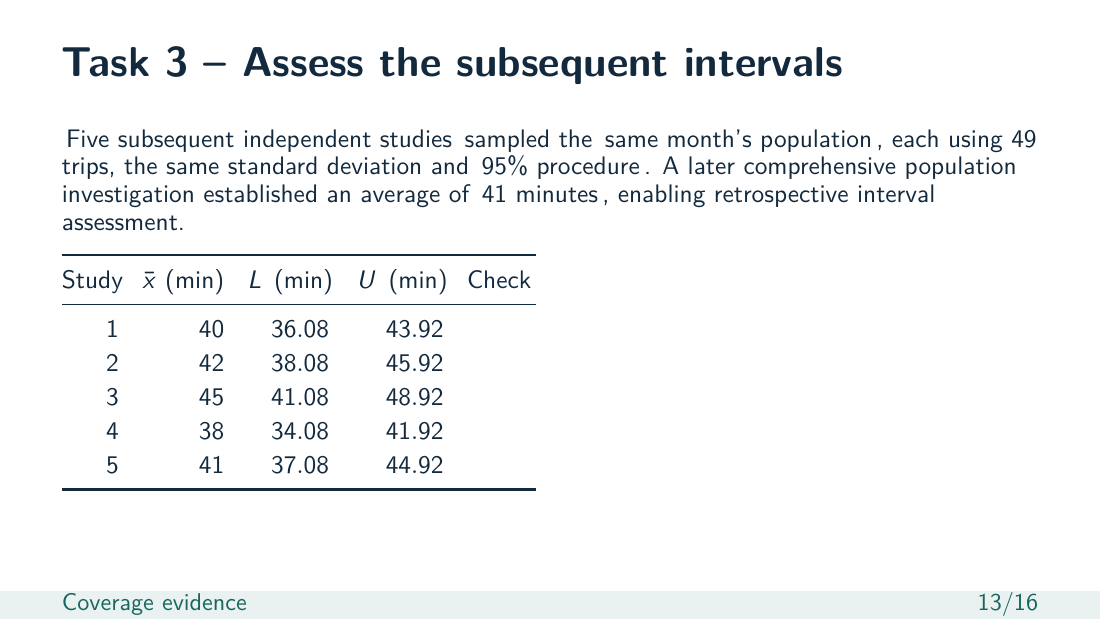 Task 3 – Assess the subsequent intervals
Five subsequent independent studies sampled the same month's population, each using 49
trips, the same standard deviation and 95% procedure. A later comprehensive population
investigation established an average of 41 minutes, enabling retrospective interval
assessment.
Study x̄ (min) L (min) U (min) Check
1 40 36.08 43.92
2 42 38.08 45.92
3 45 41.08 48.92
4 38 34.08 41.92
5 41 37.08 44.92
Coverage evidence 13/16